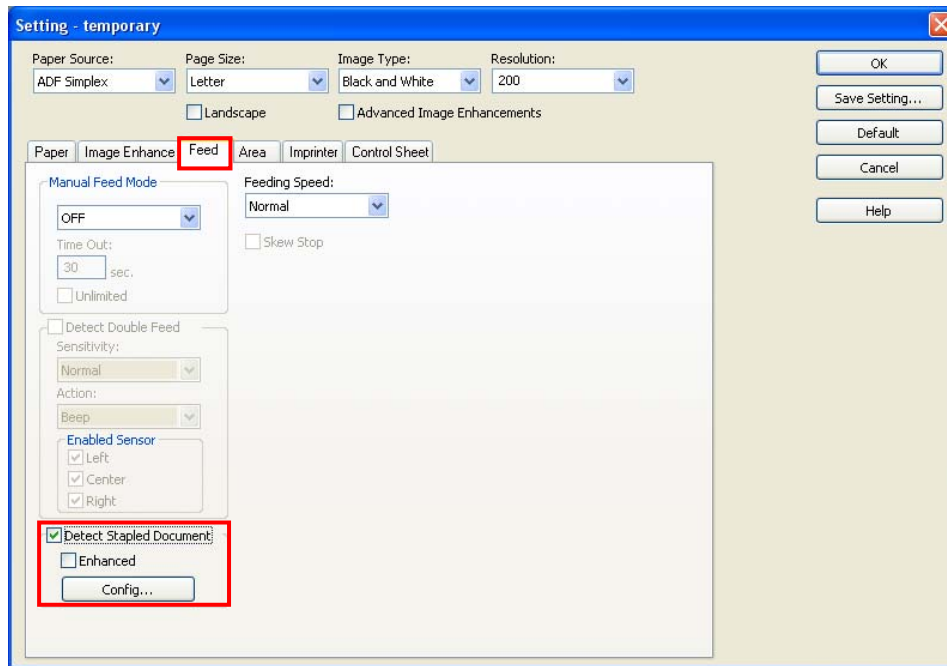 Setting - temporary
Paper Source: Page Size: Image Type: Resolution:
ADF Simplex Letter Black and White 200
Landscape Advanced Image Enhancements
OK
Save Setting...
Default
Cancel
Help
Paper Image Enhance Feed Area Imprinter Control Sheet
Manual Feed Mode
OFF
Time Out:
30 sec.
Unlimited
Feeding Speed:
Normal
Skew Stop
Detect Double Feed
Sensitivity:
Normal
Action:
Beep
Enabled Sensor
Left
Center
Right
Detect Stapled Document
Enhanced
Config...